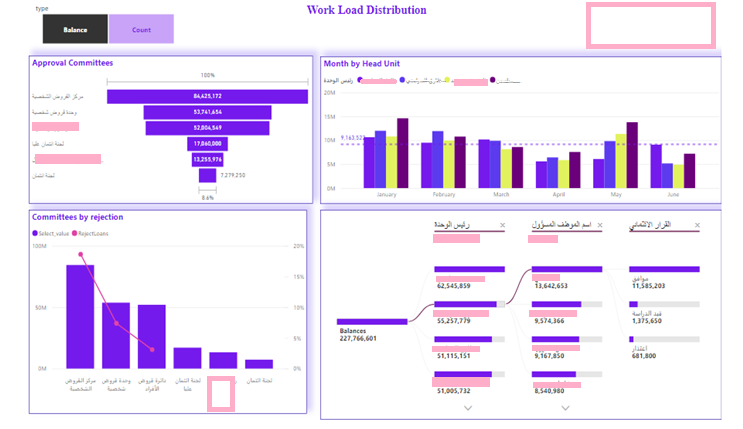 type
Work Load Distribution
Balance
Count
Approval Committees
100%
مركز القروض الشخصية
84,425,172
وحدة قروض شخصية
53,741,654
52,004,549
لجنة ائتمان عليا
17,060,000
13,255,976
لجنة ائتمان
7,279,250
8.6%
Month by Head Unit
رئيس الوحدة
20M
15M
10M
5M
0M
9,163,522
January
February
March
April
May
June
Committees by rejection
Select_value
RejectLoans
100M
50M
0M
20%
15%
10%
5%
0%
مركز القروض الشخصية
وحدة قروض شخصية
دائرة قروض الأفراد
لجنة ائتمان عليا
لجنة ائتمان
رئيس الوحدة
اسم الموظف المسؤول
القرار الائتماني
Balances
227,766,601
62,545,859
55,257,779
51,115,151
51,005,732
13,642,653
9,574,366
9,167,850
8,540,980
موافق
11,585,203
قيد الدراسة
1,375,650
اعتذار
681,800